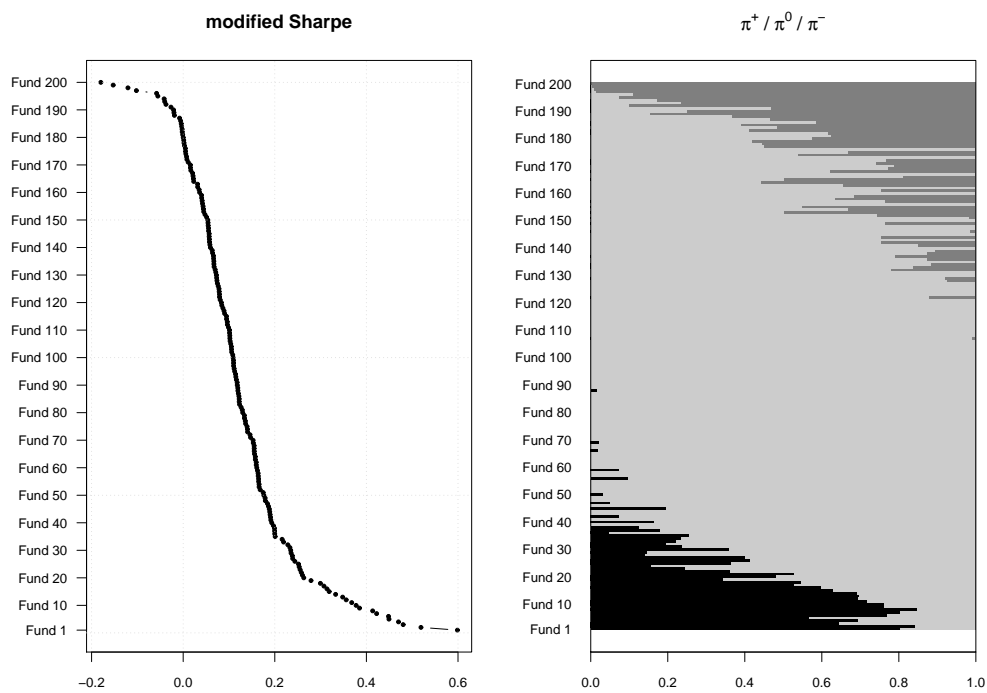 modified Sharpe
Fund 200
Fund 190
Fund 180
Fund 170
Fund 160
Fund 150
Fund 140
Fund 130
Fund 120
Fund 110
Fund 100
Fund 90
Fund 80
Fund 70
Fund 60
Fund 50
Fund 40
Fund 30
Fund 20
Fund 10
Fund 1
−0.2 0.0 0.2 0.4 0.6
π⁺ / π⁰ / π⁻
Fund 200
Fund 190
Fund 180
Fund 170
Fund 160
Fund 150
Fund 140
Fund 130
Fund 120
Fund 110
Fund 100
Fund 90
Fund 80
Fund 70
Fund 60
Fund 50
Fund 40
Fund 30
Fund 20
Fund 10
Fund 1
0.0 0.2 0.4 0.6 0.8 1.0